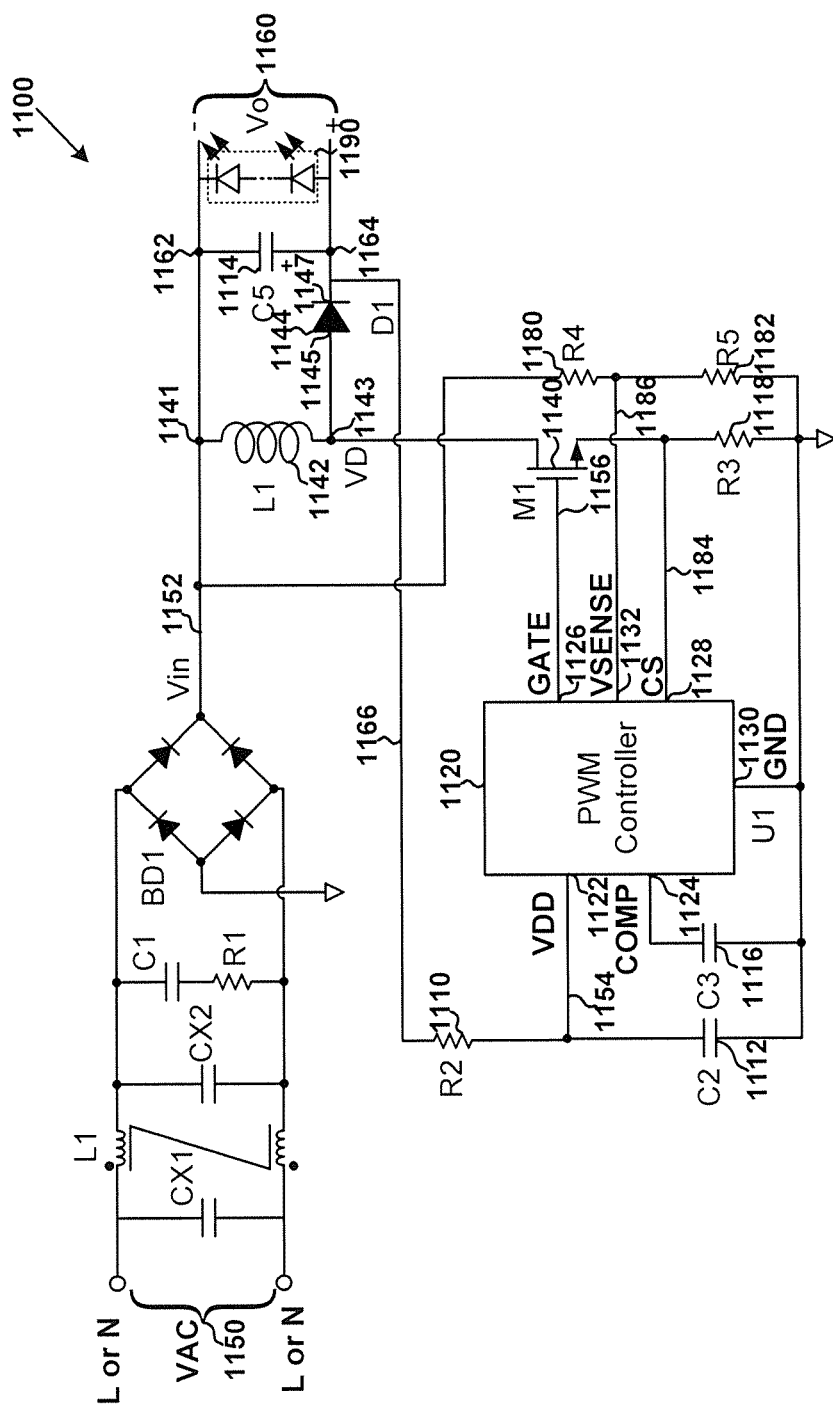 1100
L or N
VAC
1150
L or N
L1
CX1
CX2
C1
R1
BD1
Vin
1152
1141
L1
1142
VD
1143
1145
1144
1147
D1
C5
1114
+
1162
1164
-
Vo
+
1160
1190
1166
R2
1110
1154
VDD
1122
COMP
1124
C2
1112
C3
1116
1120
PWM
Controller
U1
GATE
1126
VSENSE
1132
CS
1128
1130
GND
M1
1140
1156
1180
R4
1186
R5
1182
1118
R3
1184